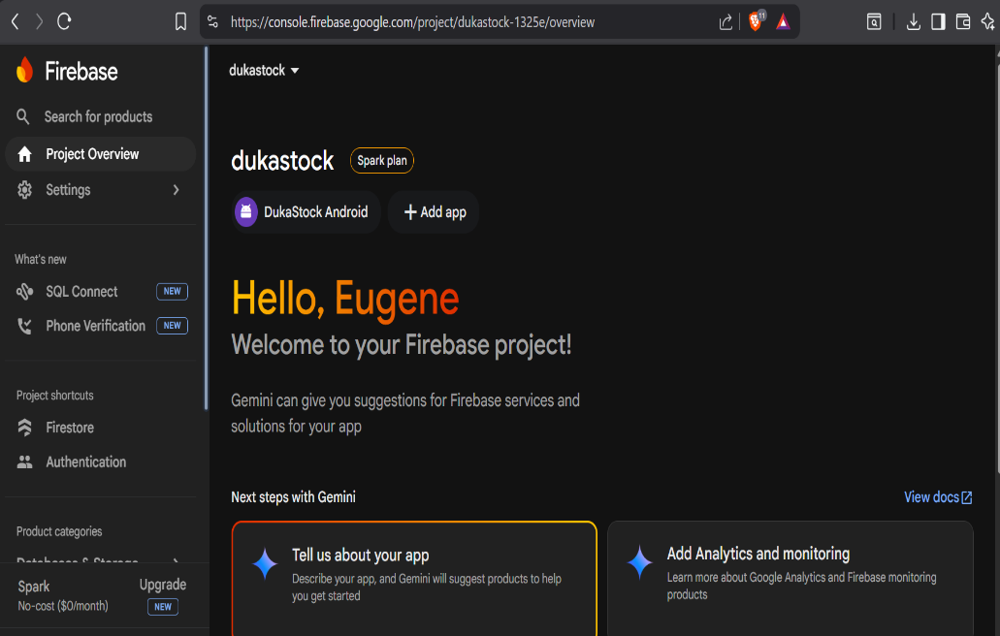 https://console.firebase.google.com/project/dukastock-1325e/overview
11
Firebase
Search for products
Project Overview
Settings
What's new
SQL Connect NEW
Phone Verification NEW
Project shortcuts
Firestore
Authentication
Product categories
Databases & Storage
Spark
No-cost ($0/month)
Upgrade
NEW
dukastock
dukastock Spark plan
DukaStock Android
Add app
Hello, Eugene
Welcome to your Firebase project!
Gemini can give you suggestions for Firebase services and
solutions for your app
Next steps with Gemini
View docs
Tell us about your app
Describe your app, and Gemini will suggest products to help
you get started
Add Analytics and monitoring
Learn more about Google Analytics and Firebase monitoring
products